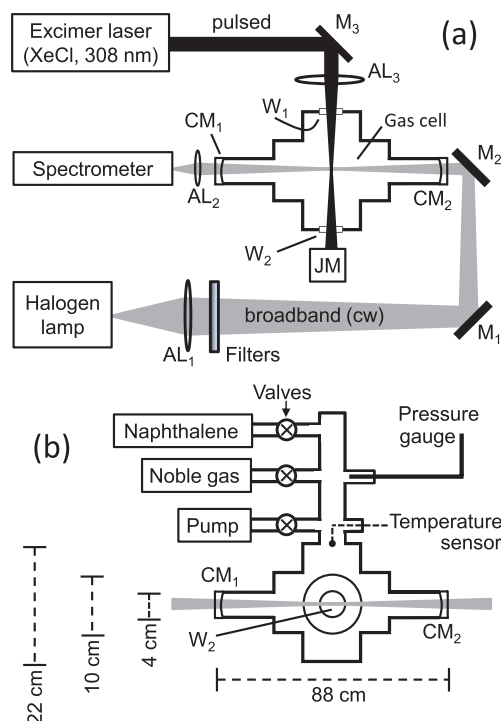 Excimer laser
(XeCl, 308 nm)
pulsed
M3
(a)
AL3
W1
CM1
Gas cell
Spectrometer
M2
AL2
CM2
W2
JM
Halogen
lamp
broadband (cw)
M1
AL1
Filters
Valves
(b)
Naphthalene
Pressure
gauge
Noble gas
Pump
Temperature
sensor
CM1
W2
CM2
22 cm
10 cm
4 cm
88 cm